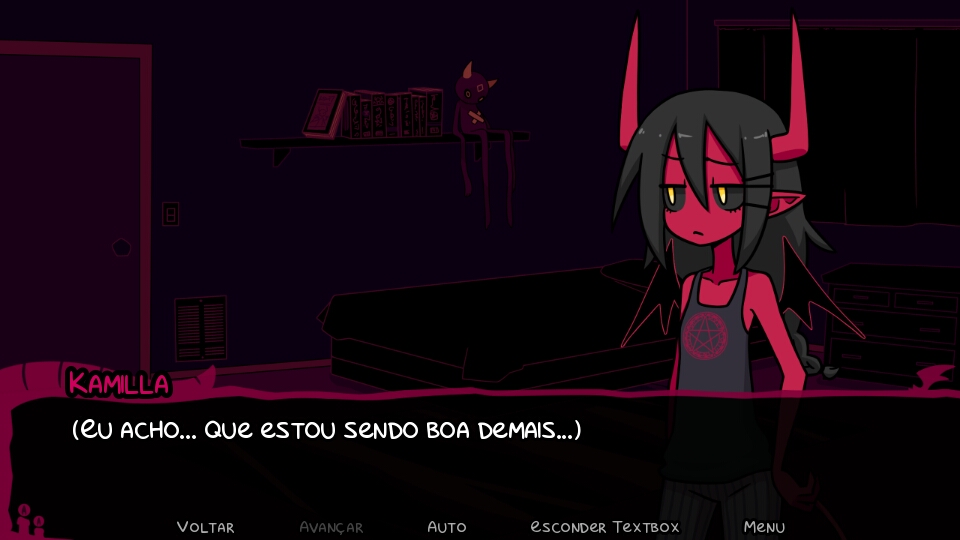 Kamilla
(Eu acho... que estou sendo boa demais...)
Voltar Avançar Auto Esconder Textbox Menu